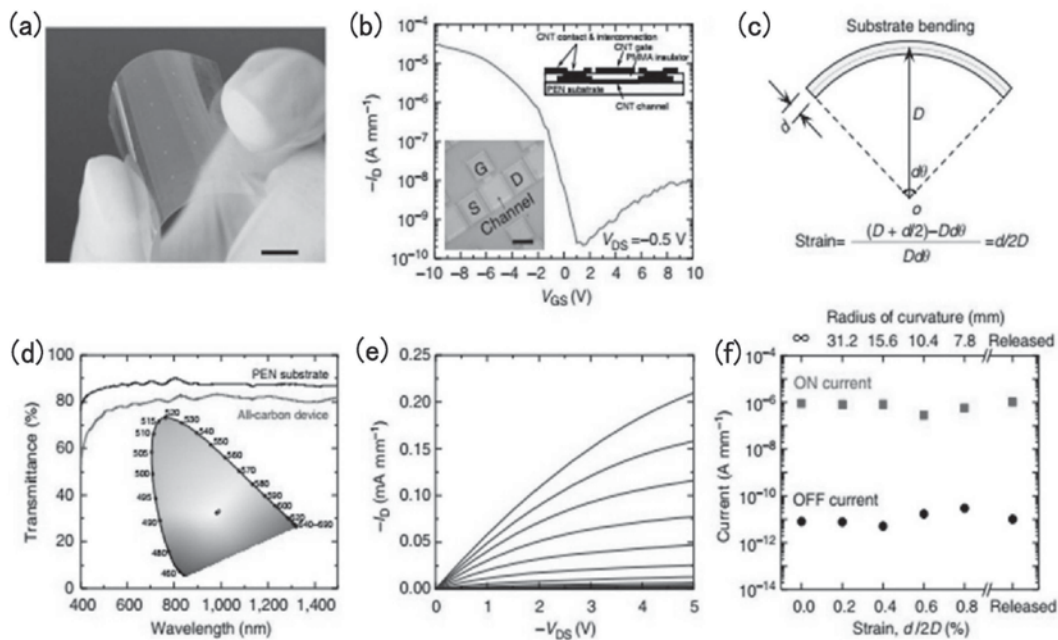 (a)
(b)
CNT contact & interconnection
CNT gate
PMMA insulator
PEN substrate
CNT channel
G
S
D
Channel
V_DS=−0.5 V
−I_D (A mm⁻¹)
10⁻⁴
10⁻⁵
10⁻⁶
10⁻⁷
10⁻⁸
10⁻⁹
10⁻¹⁰
−10 −8 −6 −4 −2 0 2 4 6 8 10
V_GS (V)
(c)
Substrate bending
d
D
dθ
o
Strain= (D + d/2)−Ddθ / Ddθ =d/2D
(d)
Transmittance (%)
100
80
60
40
20
0
PEN substrate
All-carbon device
520
515
510
505
500
495
490
480
460
530
540
550
560
570
580
590
600
620
640–690
400 600 800 1,000 1,200 1,400
Wavelength (nm)
(e)
−I_D (mA mm⁻¹)
0.25
0.20
0.15
0.10
0.05
0.00
0 1 2 3 4 5
−V_DS (V)
(f)
Radius of curvature (mm)
∞ 31.2 15.6 10.4 7.8 Released
Current (A mm⁻¹)
10⁻⁴
10⁻⁶
10⁻⁸
10⁻¹⁰
10⁻¹²
10⁻¹⁴
ON current
OFF current
0.0 0.2 0.4 0.6 0.8 Released
Strain, d/2D (%)